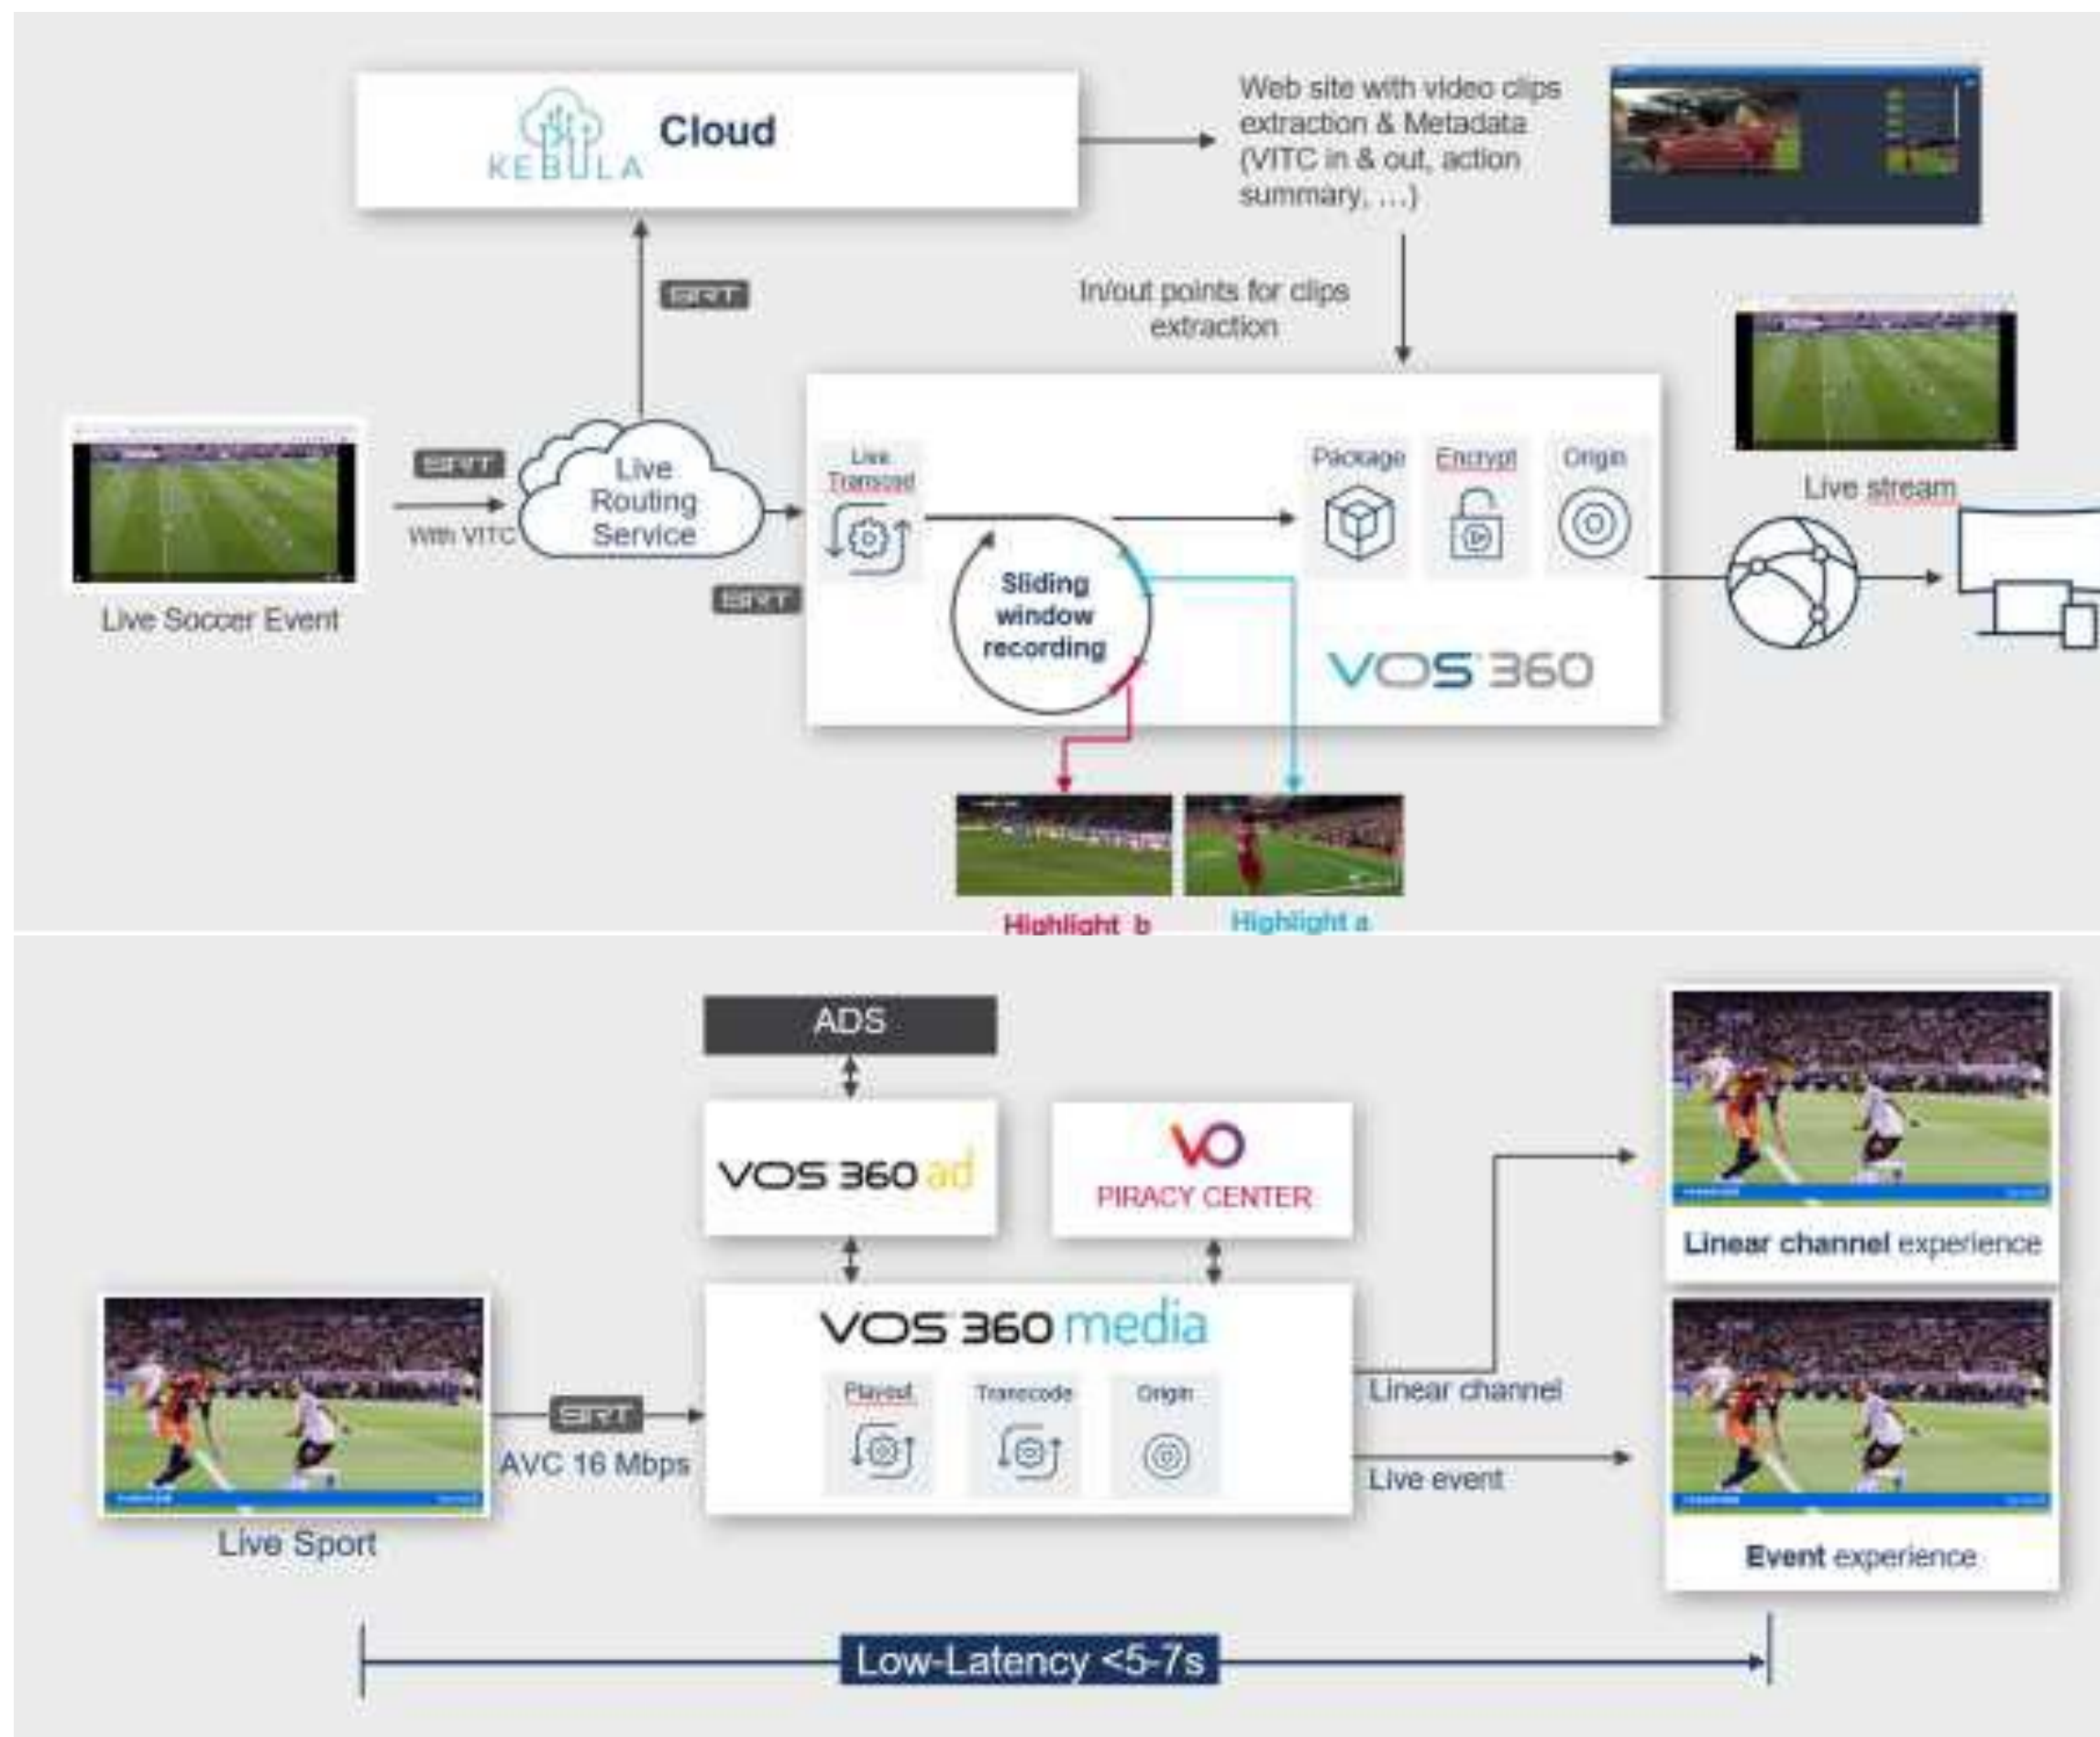 KEBULA
Cloud
Web site with video clips
extraction & Metadata
(VITC in & out, action
summary, ...)
SRT
In/out points for clips
extraction
SRT
With VITC
Live
Routing
Service
SRT
Live Soccer Event
Live
Transcod
Sliding
window
recording
Package
Encrypt
Origin
VOS 360
Live stream
Highlight b
Highlight a
ADS
VOS 360 ad
VO
PIRACY CENTER
VOS 360 media
Playout
Transcode
Origin
SRT
AVC 16 Mbps
Live Sport
Linear channel
Live event
Linear channel experience
Event experience
Low-Latency <5-7s